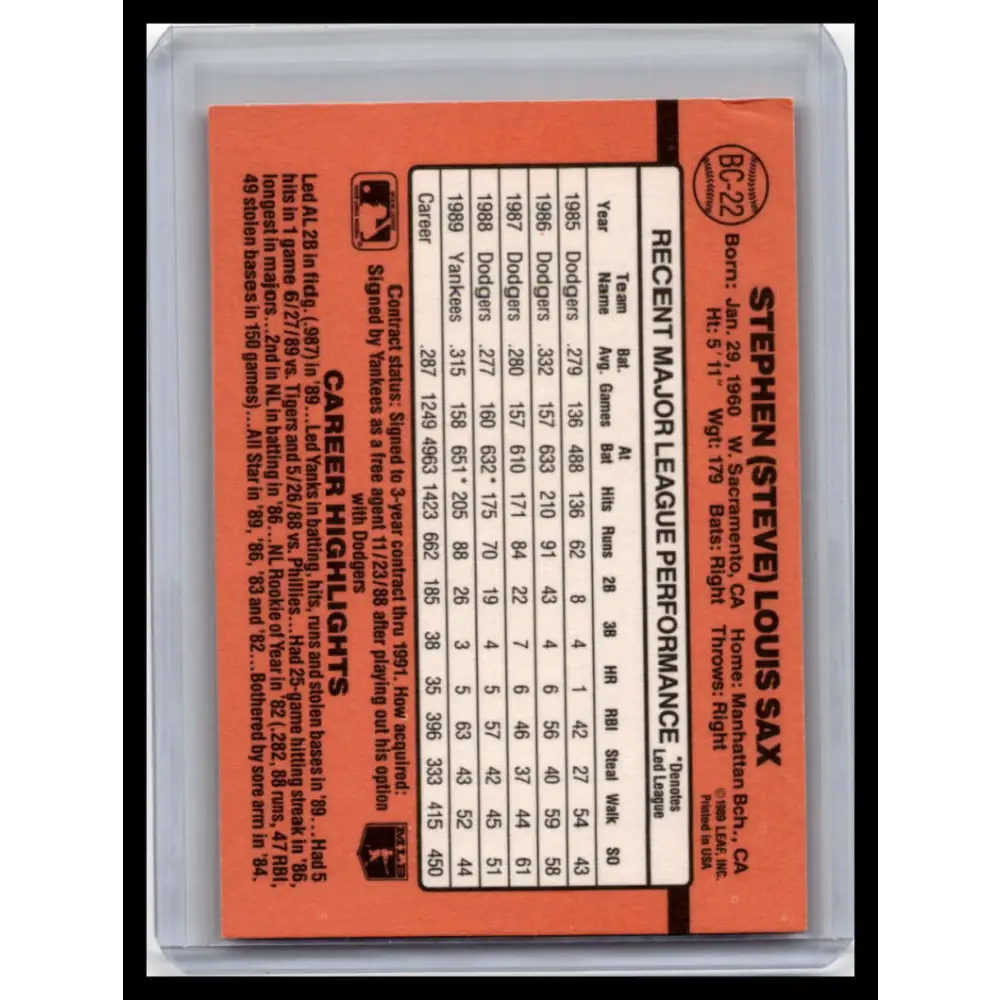 BC-22
STEPHEN (STEVE) LOUIS SAX
Born: Jan. 29, 1960 W. Sacramento, CA Home: Manhattan Bch., CA
Ht: 5'11" Wgt: 179 Bats: Right Throws: Right
©1989 LEAF, INC.
Printed in USA
RECENT MAJOR LEAGUE PERFORMANCE
*Denotes
Led League
Year Team Name Bat. Avg. Games At Bat Hits Runs 2B 3B HR RBI Steal Walk SO
1985 Dodgers .279 136 488 136 62 8 4 1 42 27 54 43
1986 Dodgers .332 157 633 210 91 43 4 6 56 40 59 58
1987 Dodgers .280 157 610 171 84 22 7 6 46 37 44 61
1988 Dodgers .277 160 632* 175 70 19 4 5 57 42 45 51
1989 Yankees .315 158 651* 205 88 26 3 5 63 43 52 44
Career .287 1249 4963 1423 662 185 38 35 396 333 415 450
Contract status: Signed to 3-year contract thru 1991. How acquired:
Signed by Yankees as a free agent 11/23/88 after playing out his option
with Dodgers
MLB
CAREER HIGHLIGHTS
Led AL 2B in fldg. (.987) in '89...Led Yanks in batting, hits, runs and stolen bases in '89...Had 5
hits in 1 game 6/27/89 vs. Tigers and 5/26/88 vs. Phillies...Had 25-game hitting streak in '86,
longest in majors...2nd in NL in batting in '86...NL Rookie of Year in '82 (.282, 88 runs, 47 RBI,
49 stolen bases in 150 games)...All Star in '89, '86, '83 and '82...Bothered by sore arm in '84.